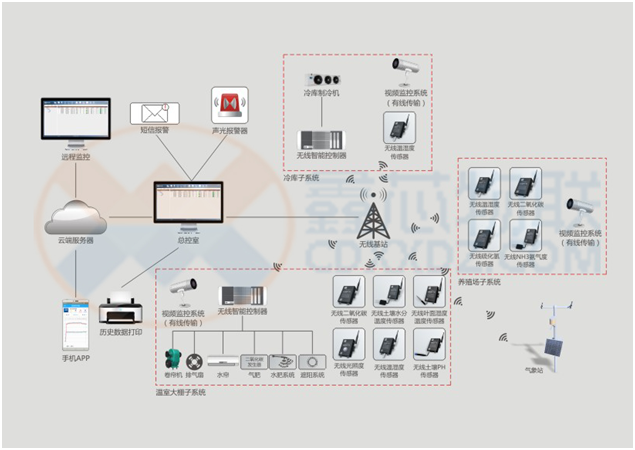 冷库制冷机
视频监控系统
（有线传输）
无线智能控制器
无线温湿度
传感器
冷库子系统
短信报警
声光报警器
远程监控
云端服务器
总控室
无线基站
手机APP
历史数据打印
无线温湿度
传感器
无线二氧化碳
传感器
无线硫化氢
传感器
无线NH3氨气度
传感器
视频监控系统
（有线传输）
养殖场子系统
视频监控系统
（有线传输）
无线智能控制器
卷帘机
排气扇
水帘
二氧化碳
发生器
气肥
水肥系统
遮阳系统
无线二氧化碳
传感器
无线土壤水分
温度传感器
无线叶面湿度
温度传感器
无线光照度
传感器
无线温湿度
传感器
无线土壤PH
传感器
温室大棚子系统
气象站